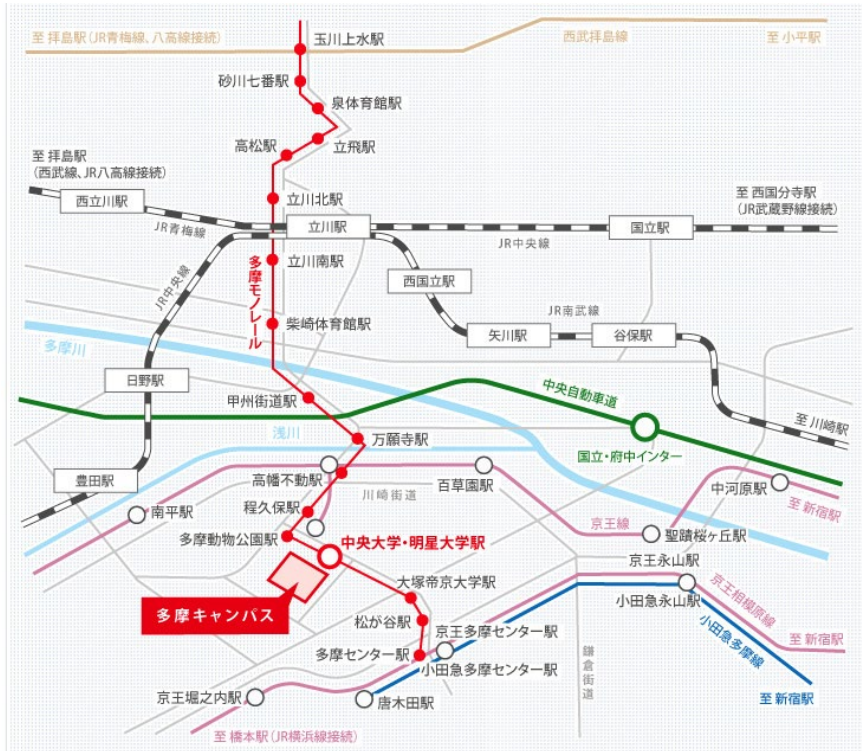 玉川上水駅
至 拝島駅(JR青梅線、八高線接続)
西武拝島線
至 小平駅
砂川七番駅
泉体育館駅
高松駅
立飛駅
至 拝島駅
(西武線、JR八高線接続)
西立川駅
立川北駅
至 西国分寺駅
(JR武蔵野線接続)
JR青梅線
立川駅
国立駅
JR中央線
JR中央線
立川南駅
多摩モノレール
西国立駅
JR南武線
柴崎体育館駅
矢川駅
谷保駅
多摩川
日野駅
中央自動車道
甲州街道駅
至 川崎駅
浅川
万願寺駅
国立・府中インター
豊田駅
高幡不動駅
百草園駅
川崎街道
中河原駅
至 新宿駅
南平駅
程久保駅
京王線
聖蹟桜ヶ丘駅
多摩動物公園駅
中央大学・明星大学駅
京王永山駅
大塚帝京大学駅
小田急永山駅
京王相模原線
多摩キャンパス
松が谷駅
京王多摩センター駅
小田急多摩線
至 新宿駅
多摩センター駅
小田急多摩センター駅
鎌倉街道
京王堀之内駅
唐木田駅
至 新宿駅
至 橋本駅(JR横浜線接続)